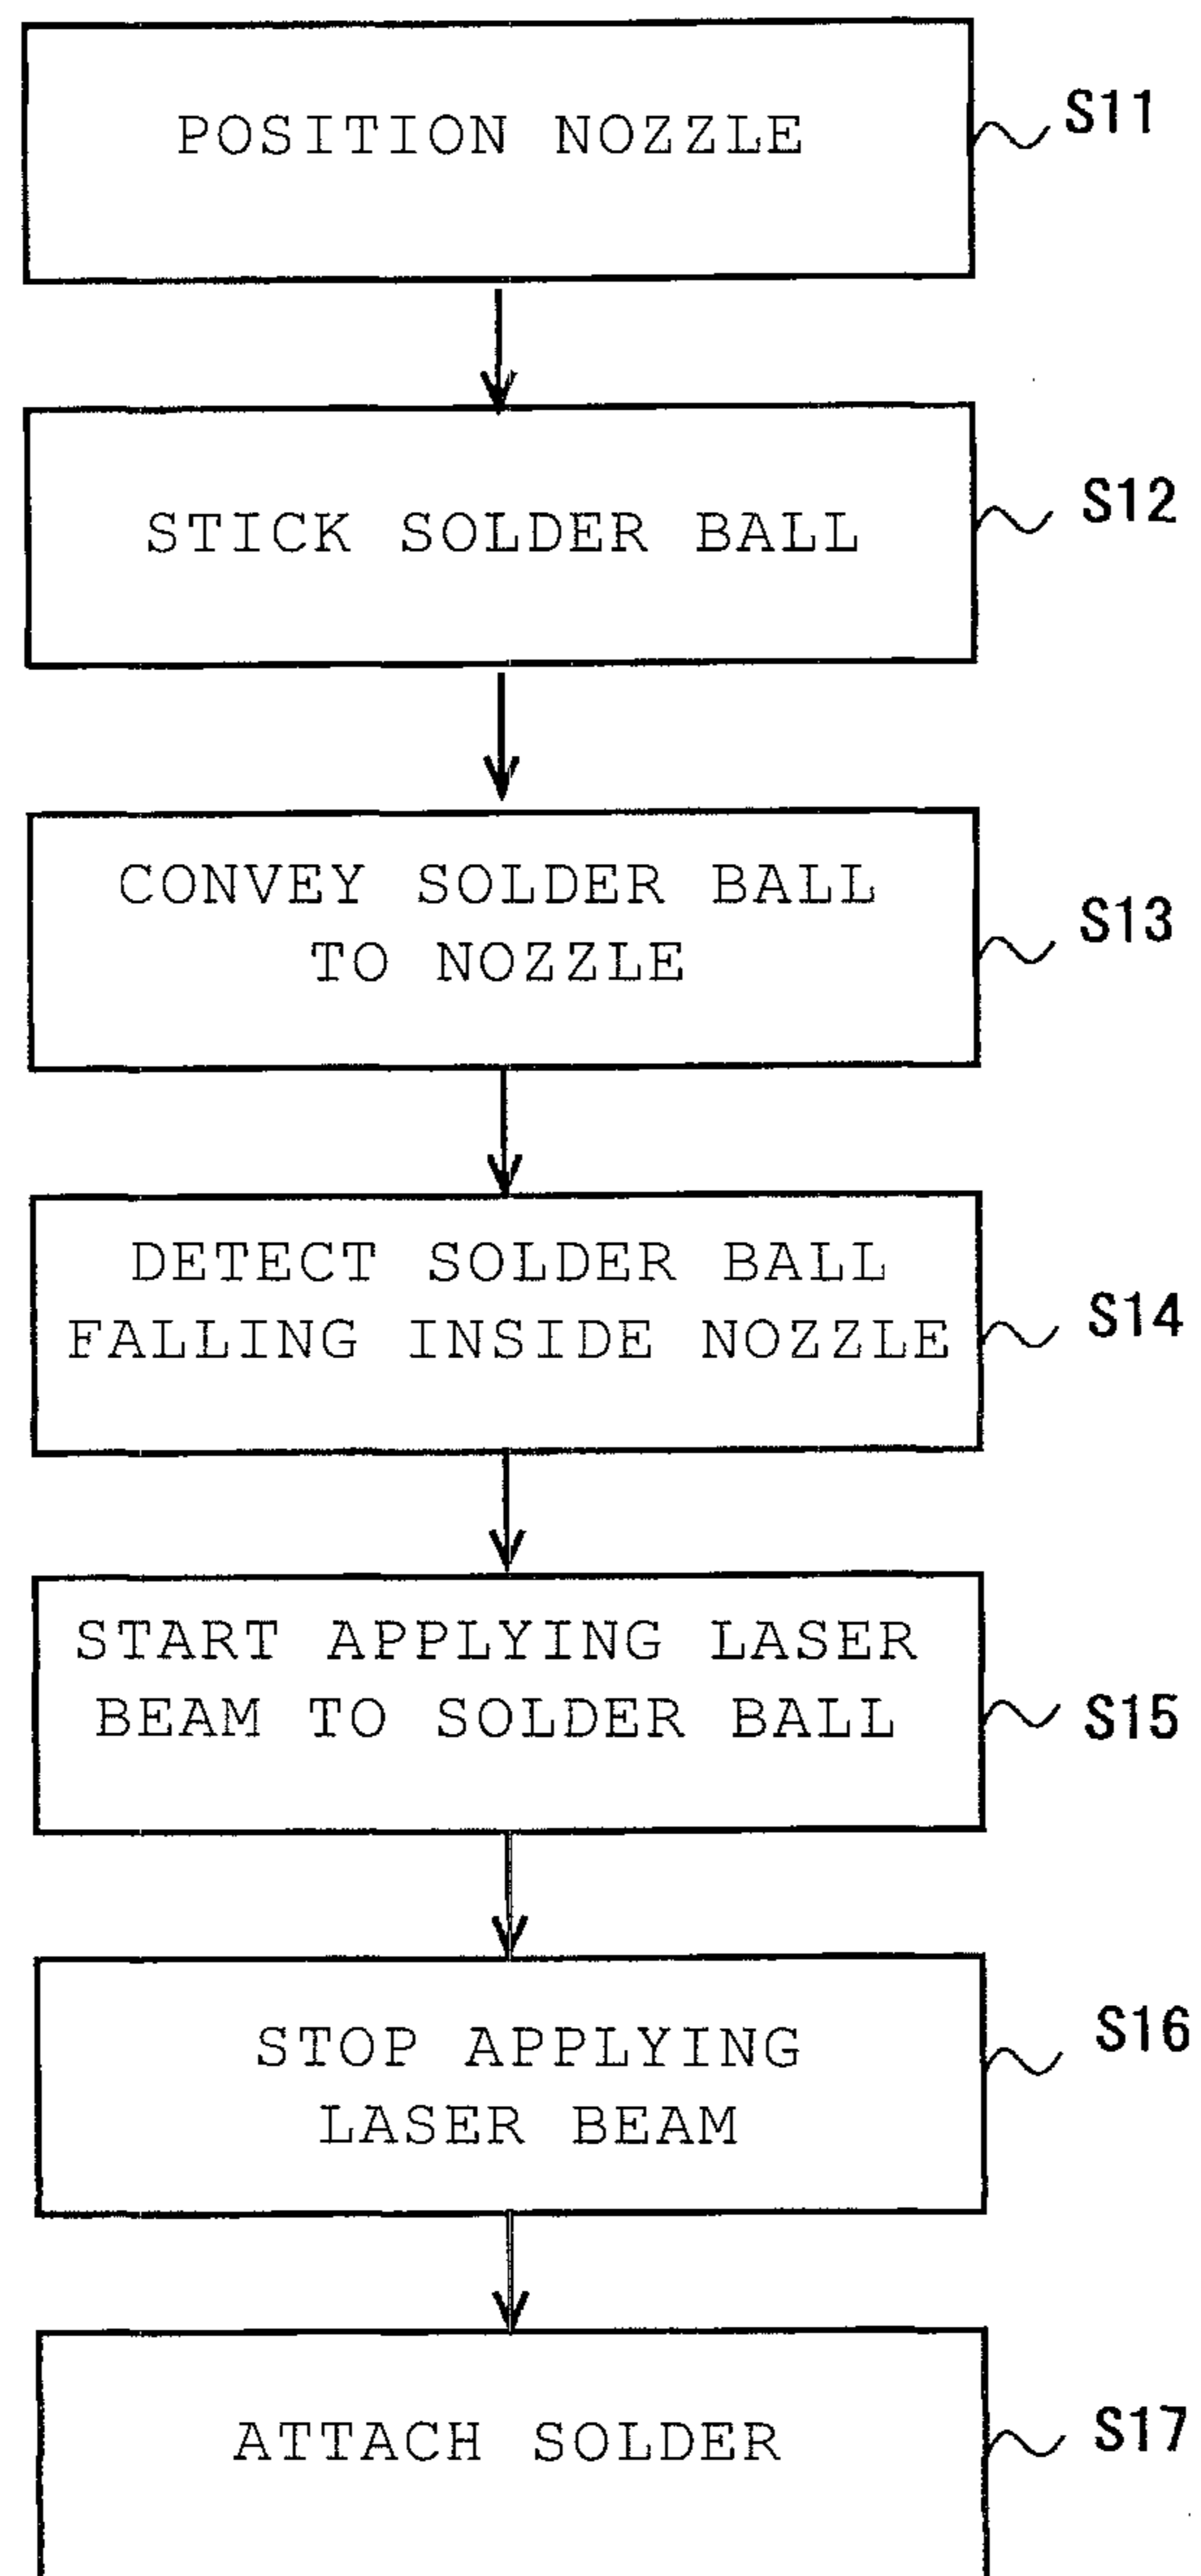 POSITION NOZZLE
S11
STICK SOLDER BALL
S12
CONVEY SOLDER BALL
TO NOZZLE
S13
DETECT SOLDER BALL
FALLING INSIDE NOZZLE
S14
START APPLYING LASER
BEAM TO SOLDER BALL
S15
STOP APPLYING
LASER BEAM
S16
ATTACH SOLDER
S17